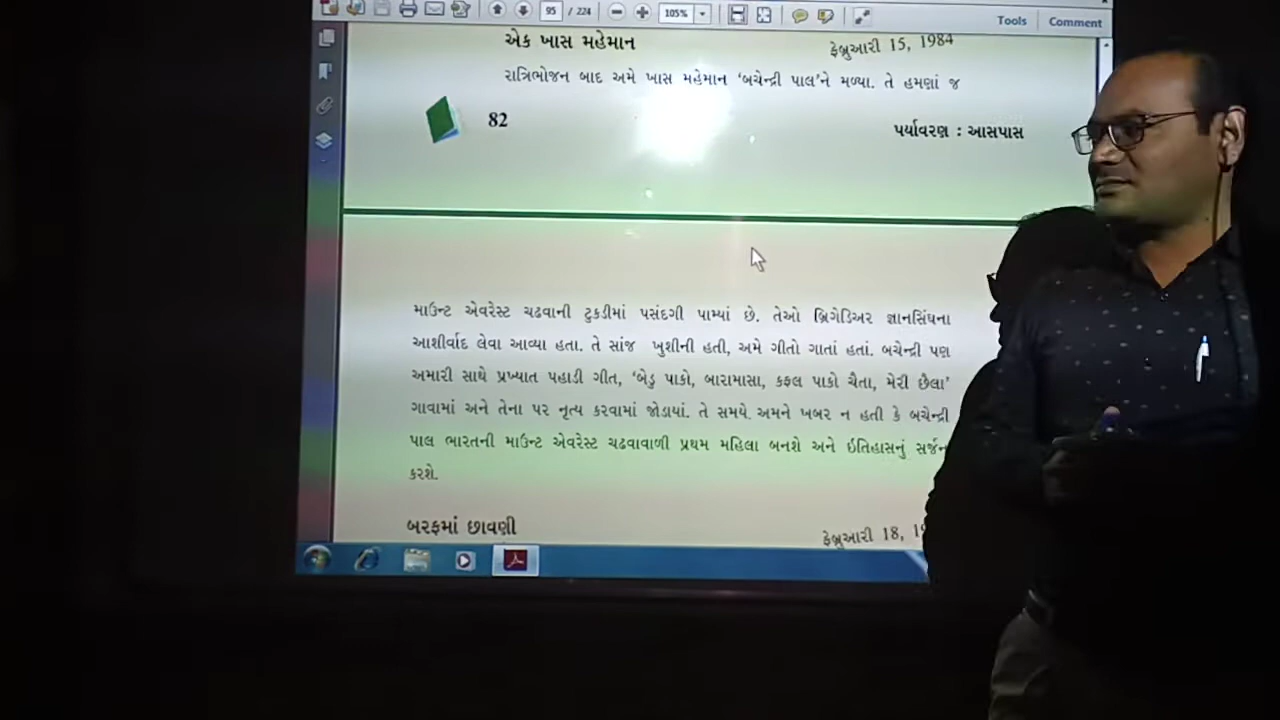 95 / 224 105% Tools Comment
એક ખાસ મહેમાન ફેબ્રુઆરી 15, 1984
રાત્રિભોજન બાદ અમે ખાસ મહેમાન ‘બચેન્દ્રી પાલ’ને મળ્યા. તે હમણાં જ
82 પર્યાવરણ : આસપાસ
માઉન્ટ એવરેસ્ટ ચઢવાની ટુકડીમાં પસંદગી પામ્યાં છે. તેઓ બ્રિગેડિઅર જ્ઞાનસિંઘના
આશીર્વાદ લેવા આવ્યા હતા. તે સાંજ ખુશીની હતી, અમે ગીતો ગાતાં હતાં. બચેન્દ્રી પણ
અમારી સાથે પ્રખ્યાત પહાડી ગીત, ‘બેડુ પાકો, બારામાસા, કફલ પાકો ચૈતા, મેરી છૈલા’
ગાવામાં અને તેના પર નૃત્ય કરવામાં જોડાયાં. તે સમયે અમને ખબર ન હતી કે બચેન્દ્રી
પાલ ભારતની માઉન્ટ એવરેસ્ટ ચઢવાવાળી પ્રથમ મહિલા બનશે અને ઇતિહાસનું સર્જન
કરશે.
બરફમાં છાવણી ફેબ્રુઆરી 18,